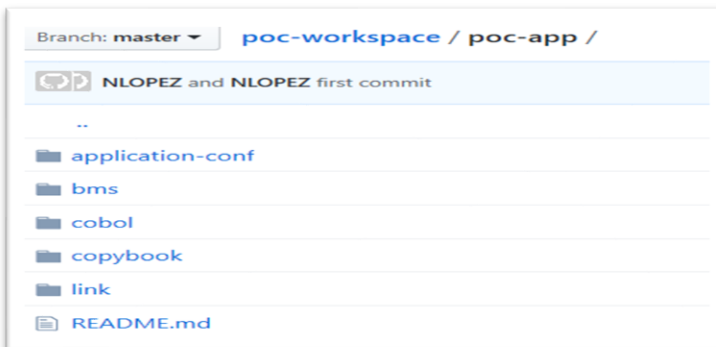 Branch: master poc-workspace / poc-app /
NLOPEZ and NLOPEZ first commit
..
application-conf
bms
cobol
copybook
link
README.md